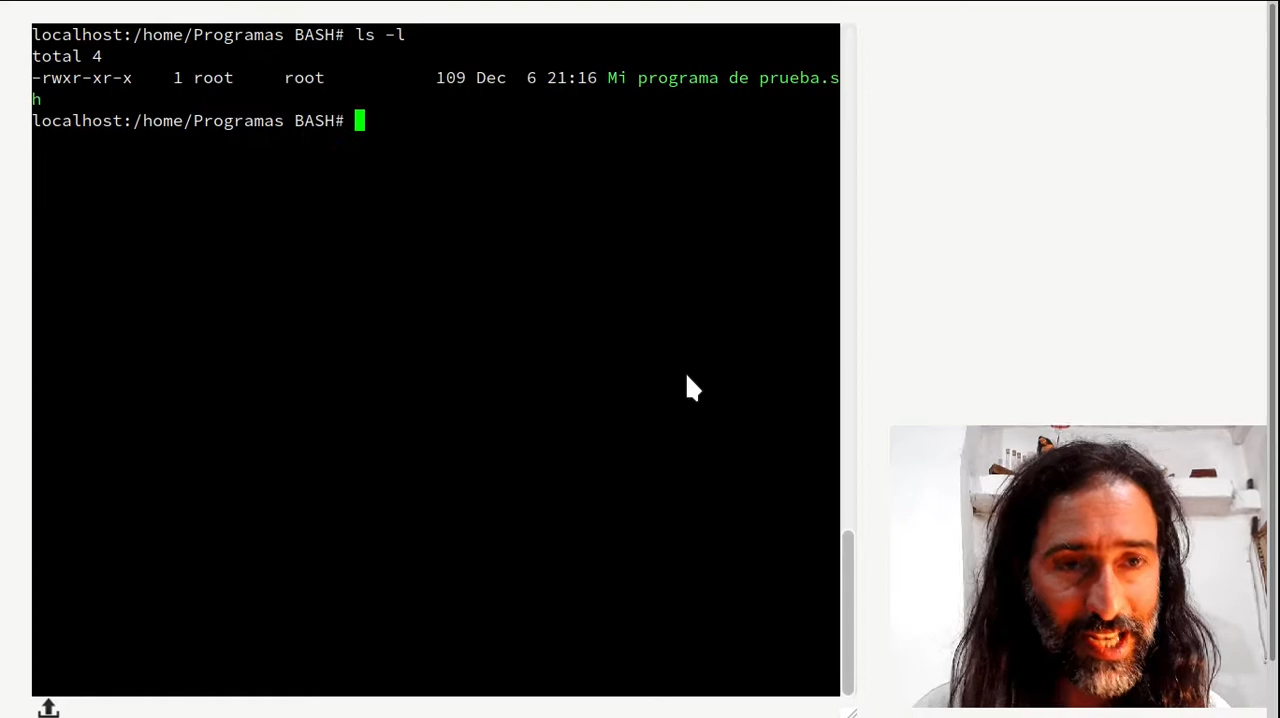 localhost:/home/Programas BASH# ls -l
total 4
-rwxr-xr-x    1 root     root           109 Dec  6 21:16 Mi programa de prueba.s
h
localhost:/home/Programas BASH#